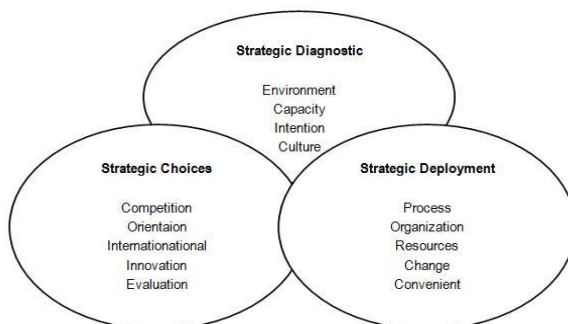 Strategic Diagnostic
Environment
Capacity
Intention
Culture
Strategic Choices
Competition
Orientaion
Internationational
Innovation
Evaluation
Strategic Deployment
Process
Organization
Resources
Change
Convenient